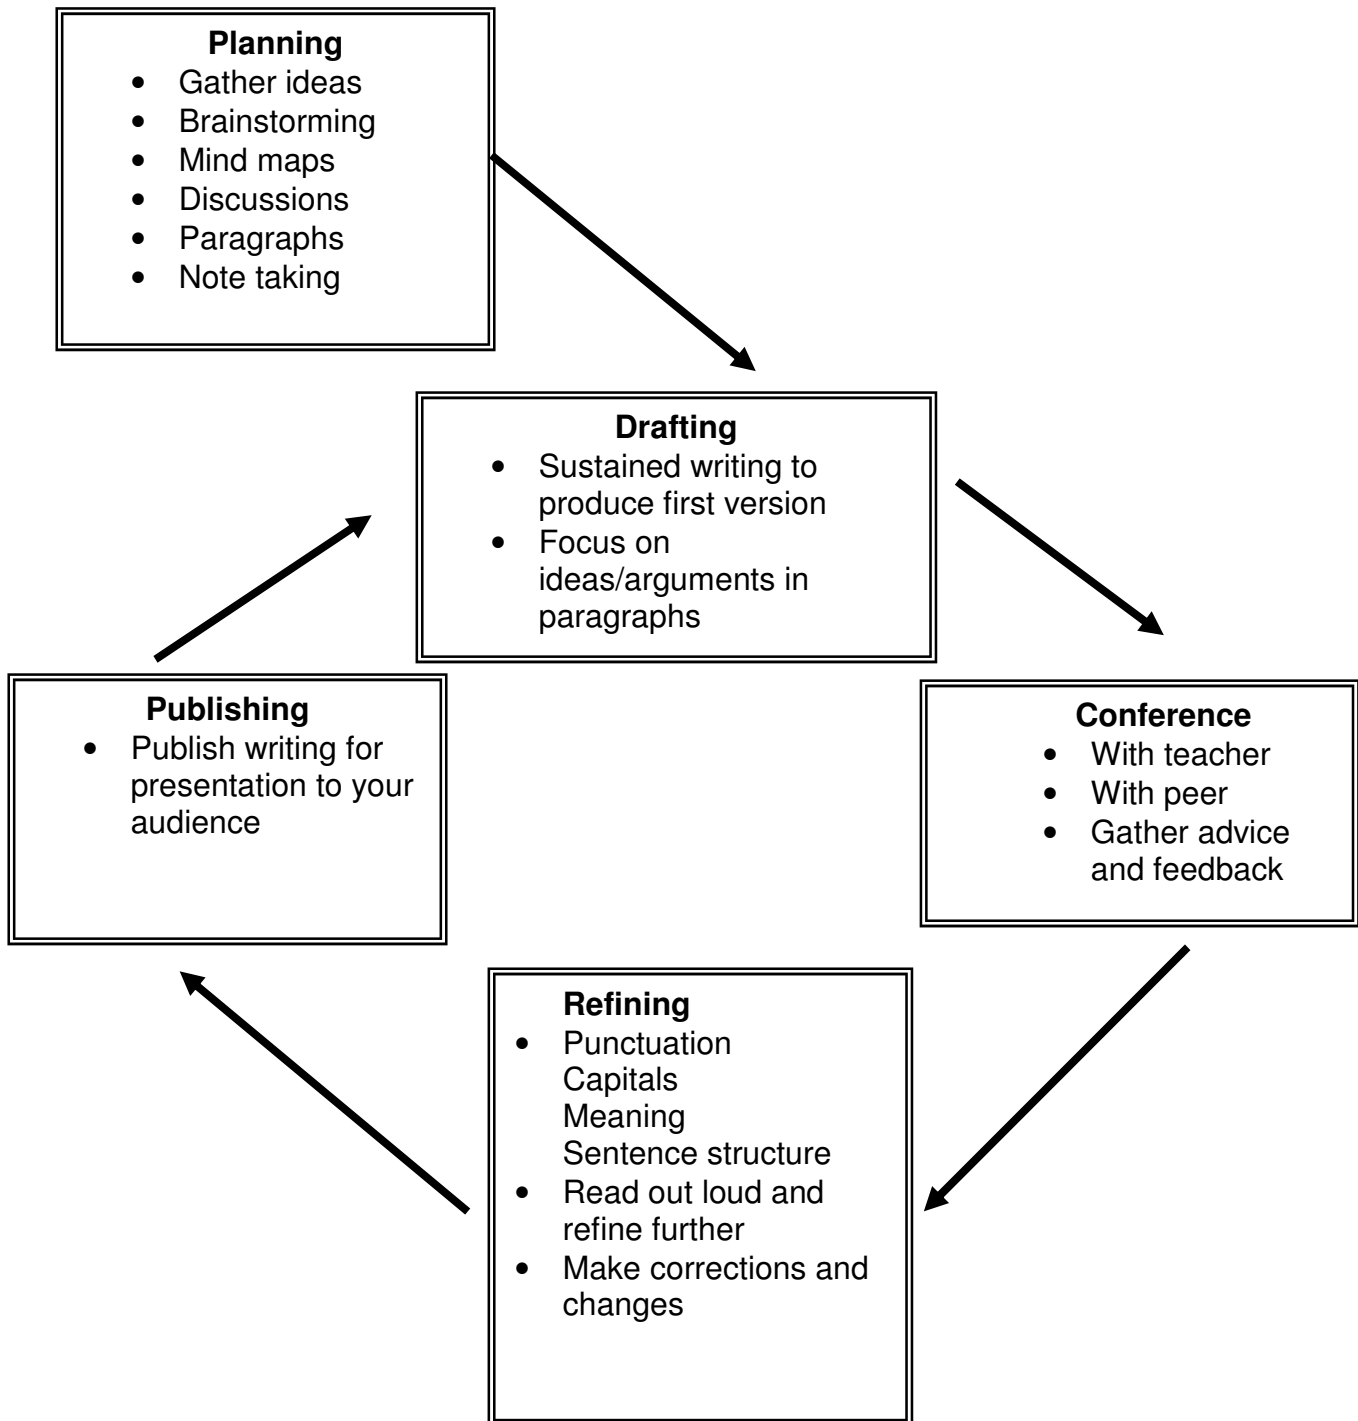 Planning
• Gather ideas
• Brainstorming
• Mind maps
• Discussions
• Paragraphs
• Note taking
Drafting
• Sustained writing to
produce first version
• Focus on
ideas/arguments in
paragraphs
Publishing
• Publish writing for
presentation to your
audience
Conference
• With teacher
• With peer
• Gather advice
and feedback
Refining
• Punctuation
Capitals
Meaning
Sentence structure
• Read out loud and
refine further
• Make corrections and
changes